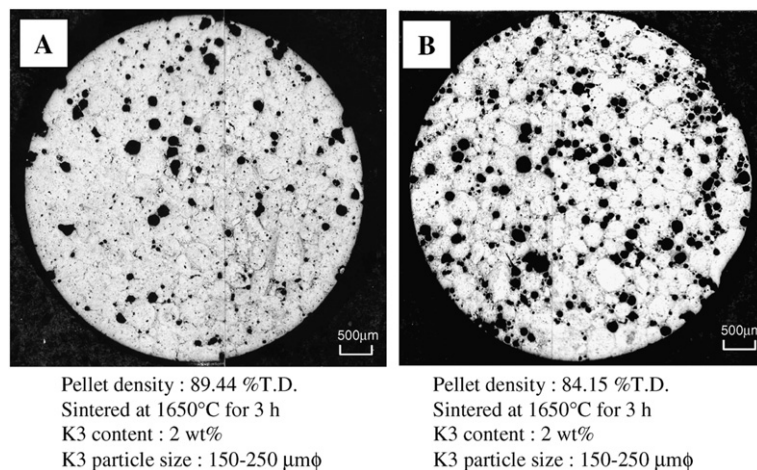 A
B
500μm
500μm
Pellet density : 89.44 %T.D.
Sintered at 1650°C for 3 h
K3 content : 2 wt%
K3 particle size : 150-250 μmϕ
Pellet density : 84.15 %T.D.
Sintered at 1650°C for 3 h
K3 content : 2 wt%
K3 particle size : 150-250 μmϕ